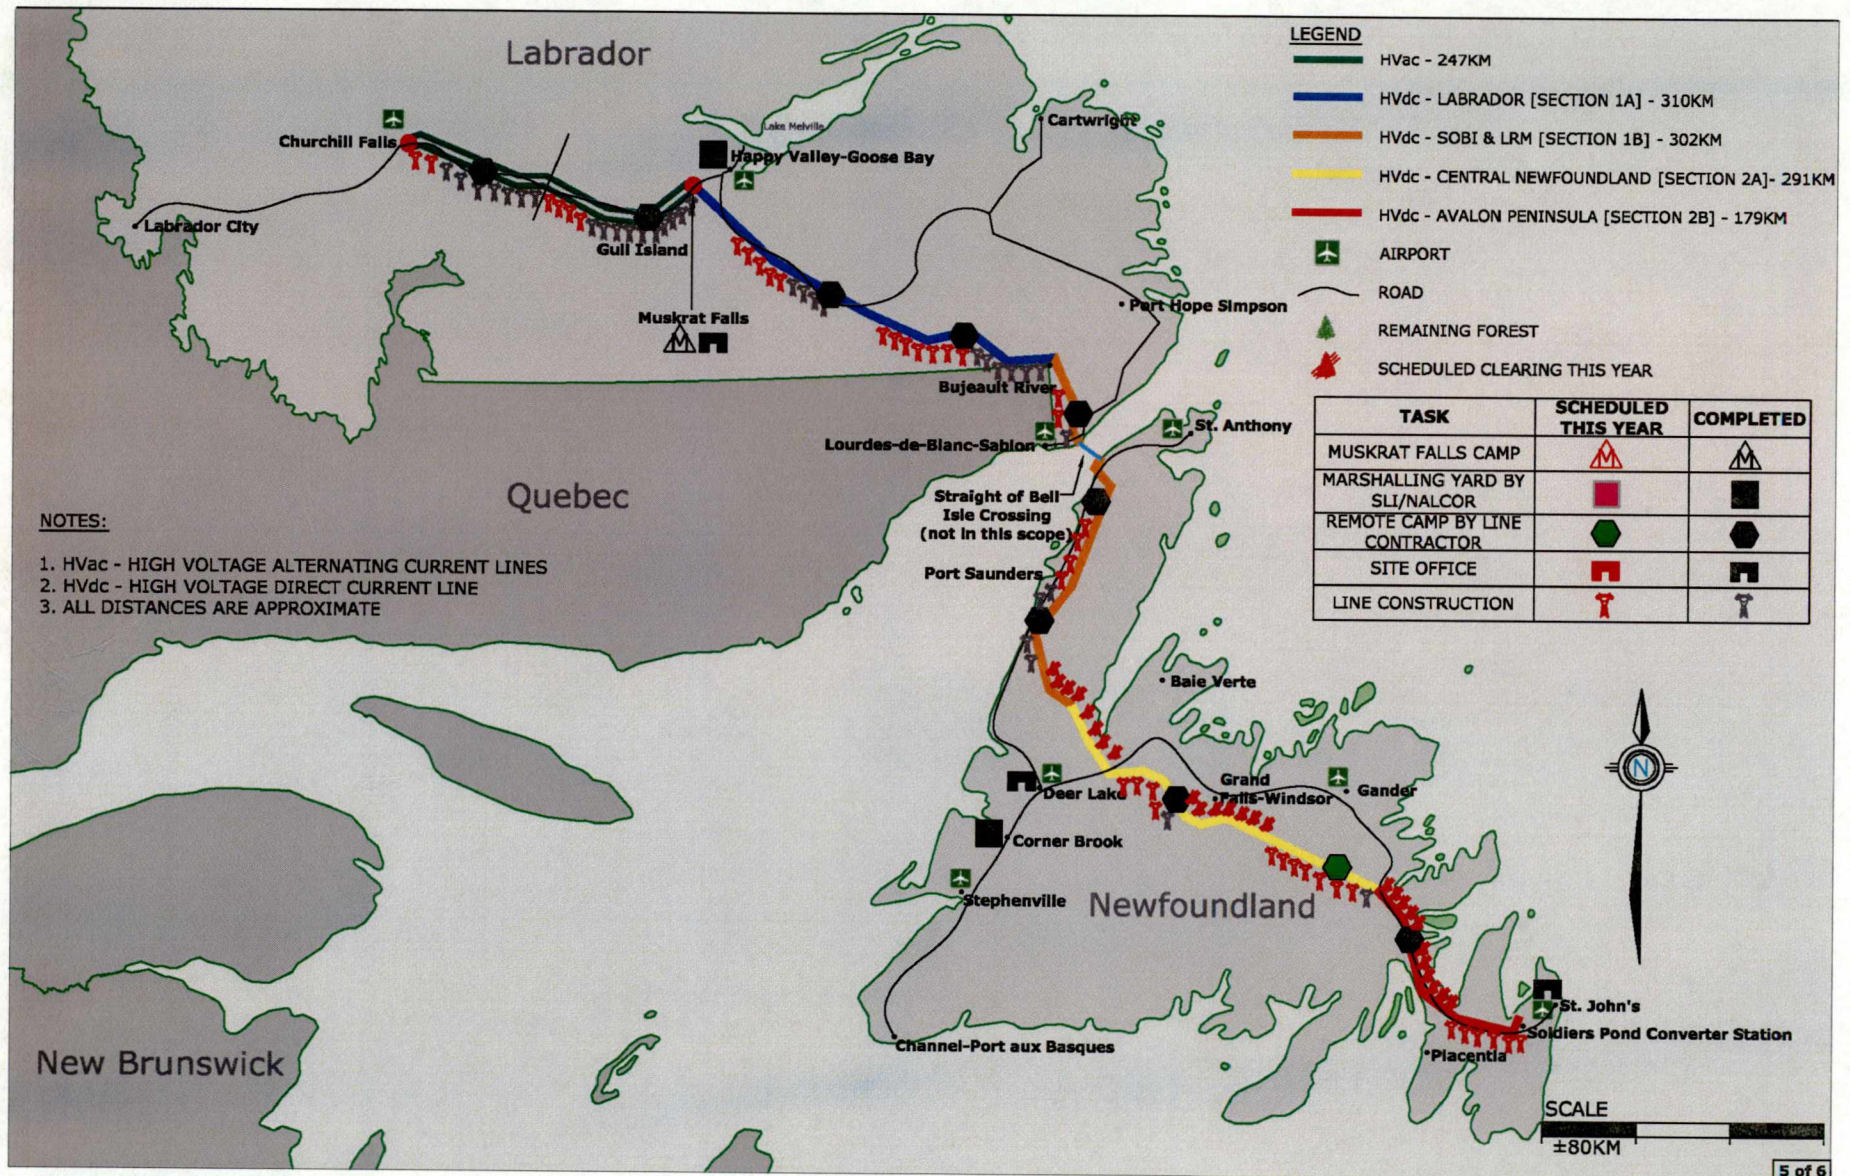 Labrador
Churchill Falls
Labrador City
Gull Island
Lake Melville
Happy Valley-Goose Bay
Cartwright
Muskrat Falls
Port Hope Simpson
Bujeault River
Lourdes-de-Blanc-Sablon
St. Anthony
Quebec
Straight of Bell
Isle Crossing
(not in this scope)
Port Saunders
NOTES:
1. HVac - HIGH VOLTAGE ALTERNATING CURRENT LINES
2. HVdc - HIGH VOLTAGE DIRECT CURRENT LINE
3. ALL DISTANCES ARE APPROXIMATE
Baie Verte
Deer Lake
Grand
Falls-Windsor
Gander
Corner Brook
Stephenville
Newfoundland
St. John's
Soldiers Pond Converter Station
Placentia
Channel-Port aux Basques
New Brunswick
LEGEND
HVac - 247KM
HVdc - LABRADOR [SECTION 1A] - 310KM
HVdc - SOBI & LRM [SECTION 1B] - 302KM
HVdc - CENTRAL NEWFOUNDLAND [SECTION 2A]- 291KM
HVdc - AVALON PENINSULA [SECTION 2B] - 179KM
AIRPORT
ROAD
REMAINING FOREST
SCHEDULED CLEARING THIS YEAR
TASK
SCHEDULED
THIS YEAR
COMPLETED
MUSKRAT FALLS CAMP
MARSHALLING YARD BY
SLI/NALCOR
REMOTE CAMP BY LINE
CONTRACTOR
SITE OFFICE
LINE CONSTRUCTION
N
SCALE
±80KM
5 of 6